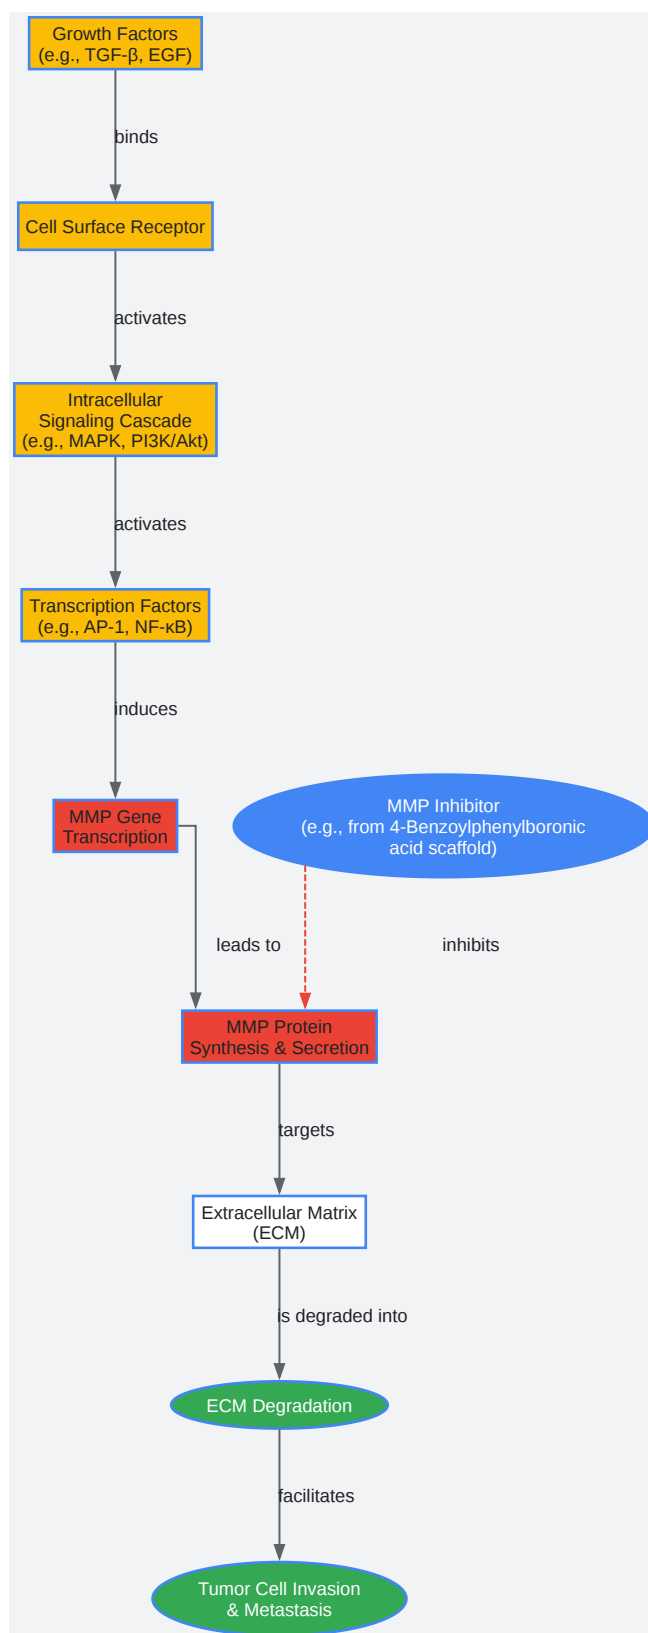 Growth Factors
(e.g., TGF-β, EGF)
binds
Cell Surface Receptor
activates
Intracellular
Signaling Cascade
(e.g., MAPK, PI3K/Akt)
activates
Transcription Factors
(e.g., AP-1, NF-κB)
induces
MMP Gene
Transcription
MMP Inhibitor
(e.g., from 4-Benzoylphenylboronic
acid scaffold)
leads to
inhibits
MMP Protein
Synthesis & Secretion
targets
Extracellular Matrix
(ECM)
is degraded into
ECM Degradation
facilitates
Tumor Cell Invasion
& Metastasis